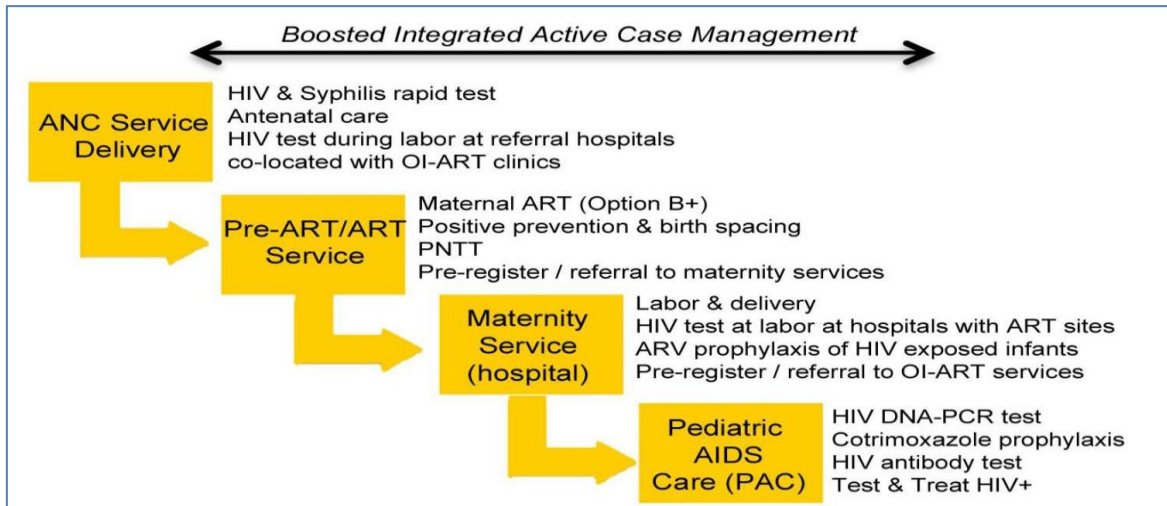 Boosted Integrated Active Case Management
ANC Service
Delivery
HIV & Syphilis rapid test
Antenatal care
HIV test during labor at referral hospitals
co-located with OI-ART clinics
Pre-ART/ART
Service
Maternal ART (Option B+)
Positive prevention & birth spacing
PNTT
Pre-register / referral to maternity services
Maternity
Service
(hospital)
Labor & delivery
HIV test at labor at hospitals with ART sites
ARV prophylaxis of HIV exposed infants
Pre-register / referral to OI-ART services
Pediatric
AIDS
Care (PAC)
HIV DNA-PCR test
Cotrimoxazole prophylaxis
HIV antibody test
Test & Treat HIV+